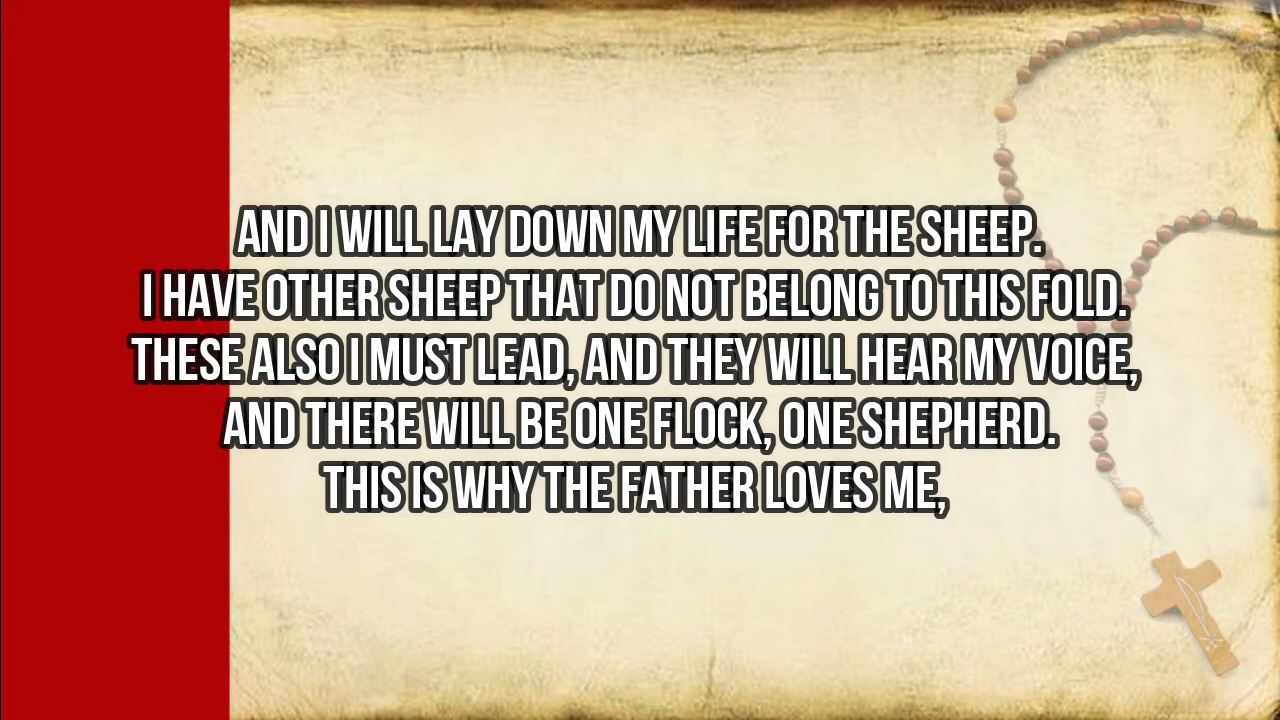 AND I WILL LAY DOWN MY LIFE FOR THE SHEEP.
I HAVE OTHER SHEEP THAT DO NOT BELONG TO THIS FOLD.
THESE ALSO I MUST LEAD, AND THEY WILL HEAR MY VOICE,
AND THERE WILL BE ONE FLOCK, ONE SHEPHERD.
THIS IS WHY THE FATHER LOVES ME,